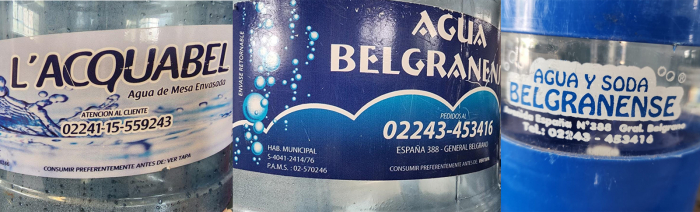 L'ACQUABEL
Agua de Mesa Envasada
ATENCION AL CLIENTE
02241-15-559243
CONSUMIR PREFERENTEMENTE ANTES DE: VER TAPA
ENVASE RETORNABLE
AGUA
BELGRANEN
PEDIDOS AL
02243-453416
ESPAÑA 388 - GENERAL BELGRANO
HAB. MUNICIPAL
S-4041-2414/76
P.A.M.S. : 02-570246
CONSUMIR PREFERENTEMENTE ANTES DE:
AGUA Y SODA
BELGRANENSE
España N°388 Gral. Belgrano
Tel.: 02243 - 453416